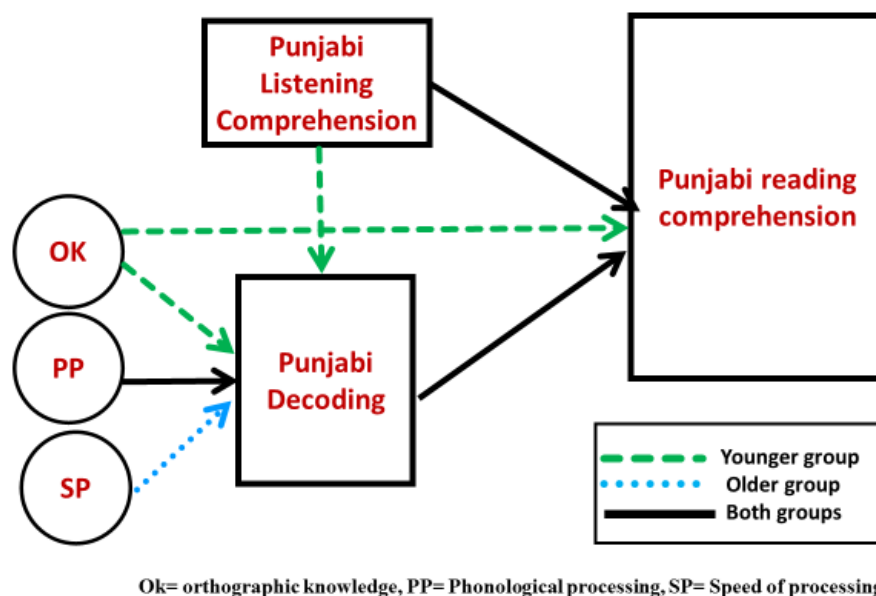 Punjabi
Listening
Comprehension
Punjabi reading
comprehension
OK
PP
SP
Punjabi
Decoding
Younger group
Older group
Both groups
Ok= orthographic knowledge, PP= Phonological processing, SP= Speed of processing